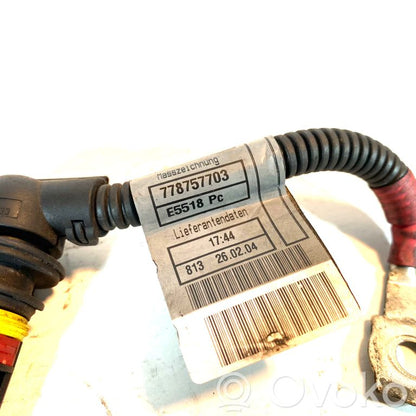 Masszeichnung
778757703
E5518 Pc
Lieferantendaten
17:44
813 26.02.04
© Ovoko